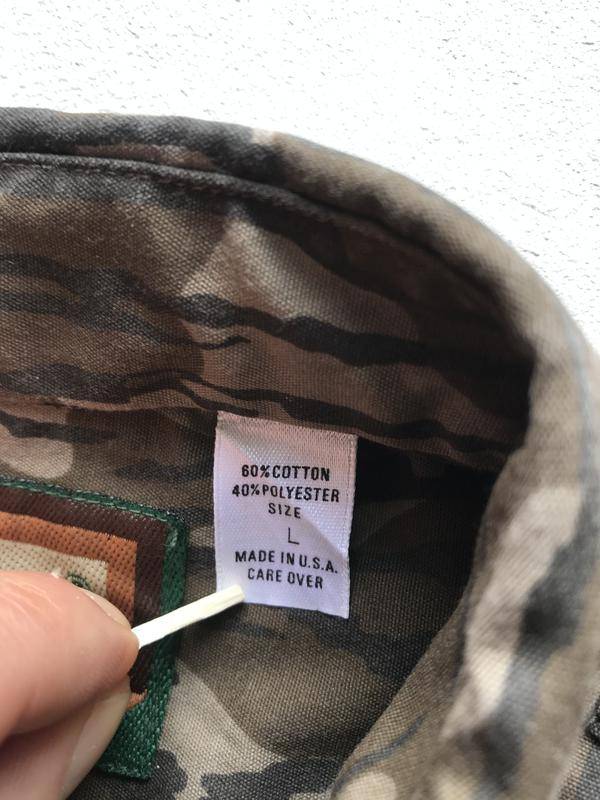 60%COTTON
40%POLYESTER
SIZE
L
MADE IN U.S.A.
CARE OVER